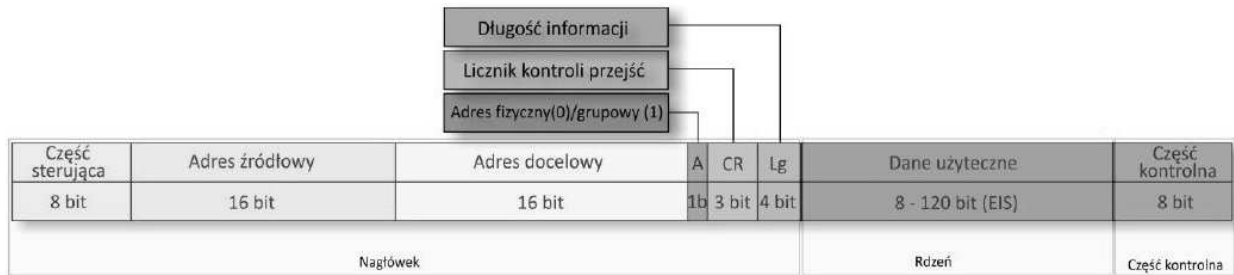 Długość informacji
Licznik kontroli przejść
Adres fizyczny(0)/grupowy (1)
Część sterująca Adres źródłowy Adres docelowy A CR Lg Dane użyteczne Część kontrolna
8 bit 16 bit 16 bit 1b 3 bit 4 bit 8 - 120 bit (EIS) 8 bit
Nagłówek Rdzeń Część kontrolna